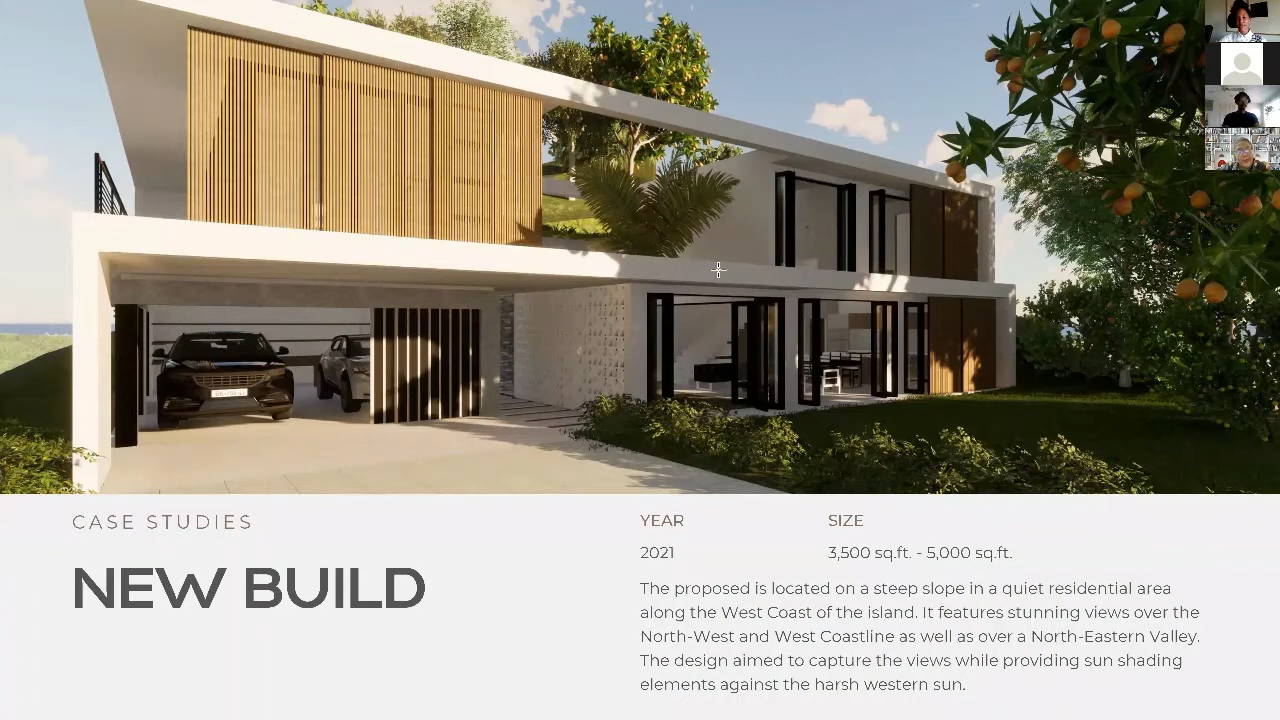 CASE STUDIES
NEW BUILD
YEAR
SIZE
2021
3,500 sq.ft. - 5,000 sq.ft.
The proposed is located on a steep slope in a quiet residential area
along the West Coast of the island. It features stunning views over the
North-West and West Coastline as well as over a North-Eastern Valley.
The design aimed to capture the views while providing sun shading
elements against the harsh western sun.